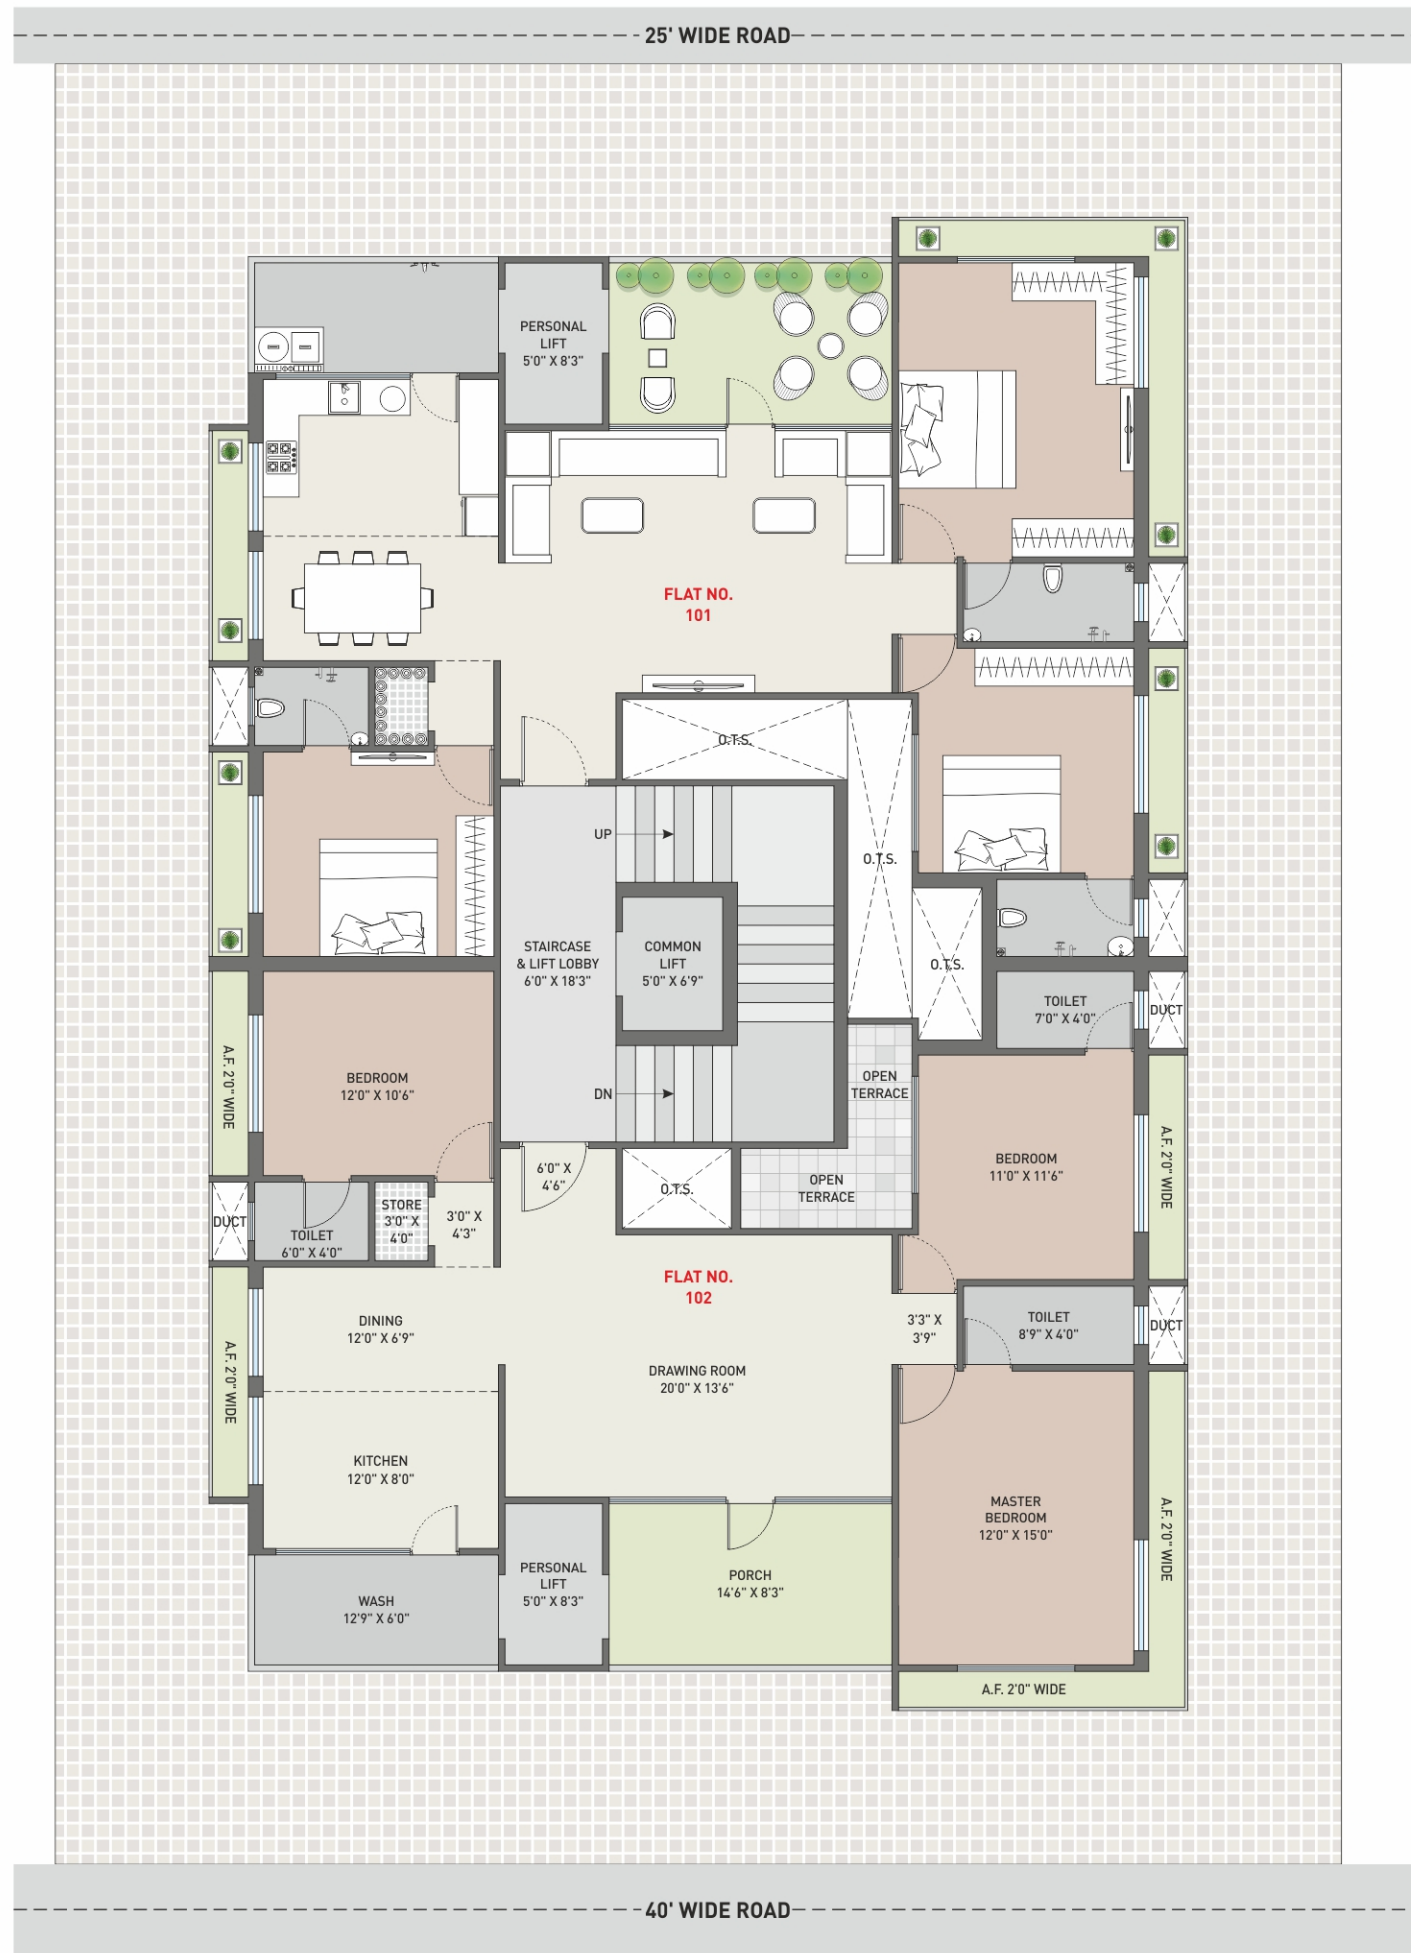 25' WIDE ROAD
PERSONAL
LIFT
5'0" X 8'3"
FLAT NO.
101
O.T.S.
O.T.S.
O.T.S.
UP
STAIRCASE
& LIFT LOBBY
6'0" X 18'3"
COMMON
LIFT
5'0" X 6'9"
DN
TOILET
7'0" X 4'0"
DUCT
A.F. 2'0" WIDE
BEDROOM
12'0" X 10'6"
OPEN
TERRACE
BEDROOM
11'0" X 11'6"
A.F. 2'0" WIDE
6'0" X
4'6"
O.T.S.
OPEN
TERRACE
DUCT
TOILET
6'0" X 4'0"
STORE
3'0" X
4'0"
3'0" X
4'3"
FLAT NO.
102
DINING
12'0" X 6'9"
3'3" X
3'9"
TOILET
8'9" X 4'0"
DUCT
A.F. 2'0" WIDE
DRAWING ROOM
20'0" X 13'6"
KITCHEN
12'0" X 8'0"
MASTER
BEDROOM
12'0" X 15'0"
A.F. 2'0" WIDE
WASH
12'9" X 6'0"
PERSONAL
LIFT
5'0" X 8'3"
PORCH
14'6" X 8'3"
A.F. 2'0" WIDE
40' WIDE ROAD